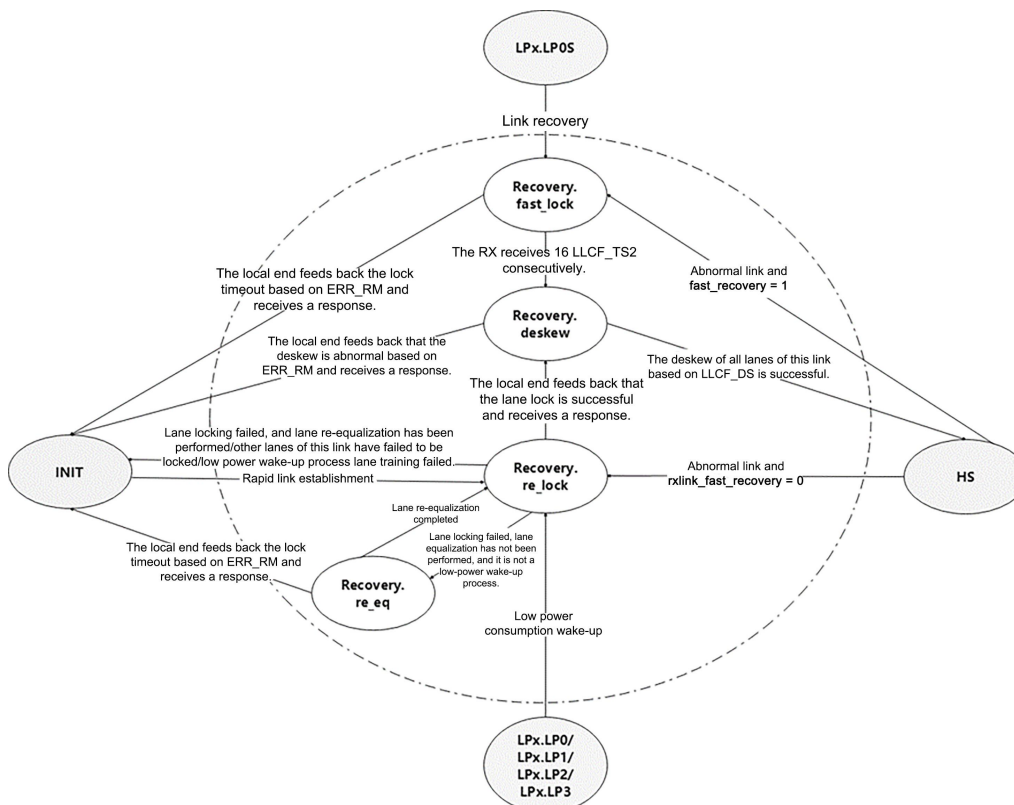 LPx.LP0S
Link recovery
Recovery.
fast_lock
The RX receives 16 LLCF_TS2
consecutively.
The local end feeds back the lock
timeout based on ERR_RM and
receives a response.
Abnormal link and
fast_recovery = 1
Recovery.
deskew
The local end feeds back that the
deskew is abnormal based on
ERR_RM and receives a response.
The deskew of all lanes of this link
based on LLCF_DS is successful.
The local end feeds back that
the lane lock is successful
and receives a response.
Lane locking failed, and lane re-equalization has been
performed/other lanes of this link have failed to be
locked/low power wake-up process lane training failed.
INIT
Rapid link establishment
Recovery.
re_lock
Abnormal link and
rxlink_fast_recovery = 0
HS
Lane re-equalization
completed
Lane locking failed, lane
equalization has not been
performed, and it is not a
low-power wake-up
process.
The local end feeds back the lock
timeout based on ERR_RM and
receives a response.
Recovery.
re_eq
Low power
consumption wake-up
LPx.LP0/
LPx.LP1/
LPx.LP2/
LPx.LP3